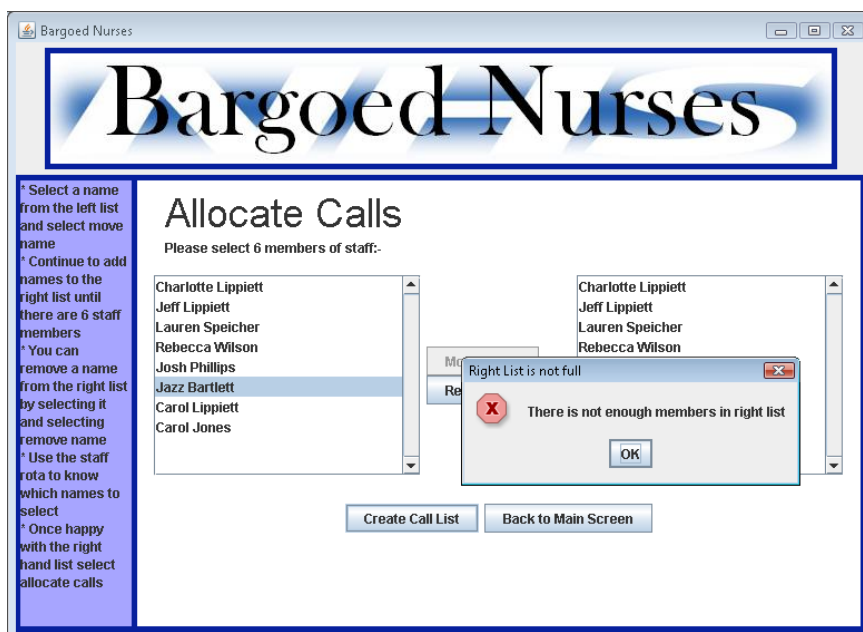 Bargoed Nurses
Bargoed Nurses
* Select a name
from the left list
and select move
name
* Continue to add
names to the
right list until
there are 6 staff
members
* You can
remove a name
from the right list
by selecting it
and selecting
remove name
* Use the staff
rota to know
which names to
select
* Once happy
with the right
hand list select
allocate calls
Allocate Calls
Please select 6 members of staff:-
Charlotte Lippiett
Jeff Lippiett
Lauren Speicher
Rebecca Wilson
Josh Phillips
Jazz Bartlett
Carol Lippiett
Carol Jones
Charlotte Lippiett
Jeff Lippiett
Lauren Speicher
Rebecca Wilson
Right List is not full
There is not enough members in right list
OK
Create Call List
Back to Main Screen